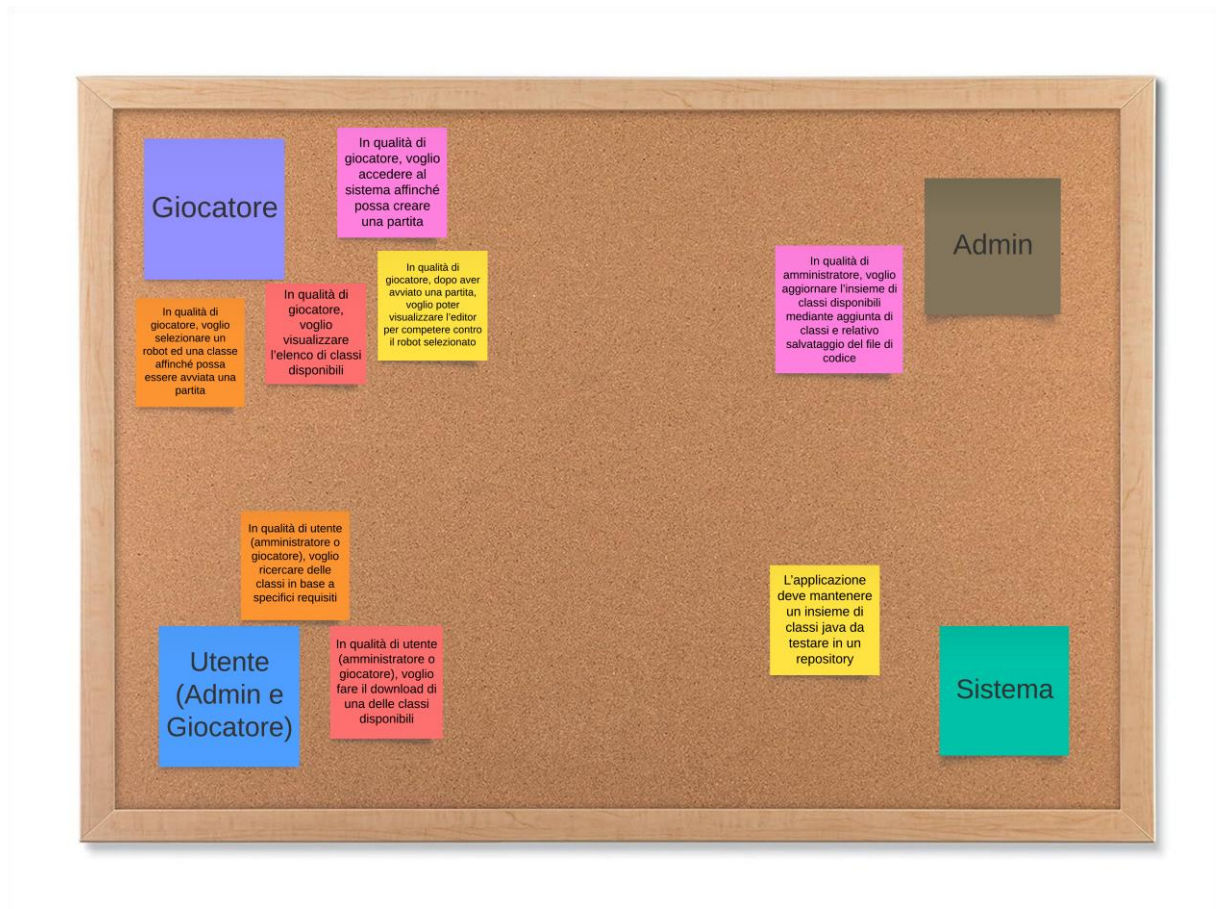 Giocatore
In qualità di
giocatore, voglio
accedere al
sistema affinché
possa creare
una partita
In qualità di
giocatore, voglio
selezionare un
robot ed una classe
affinché possa
essere avviata una
partita
In qualità di
giocatore,
voglio
visualizzare
l'elenco di classi
disponibili
In qualità di
giocatore, dopo aver
avviato una partita,
voglio poter
visualizzare l'editor
per competere contro
il robot selezionato
Admin
In qualità di
amministratore, voglio
aggiornare l'insieme di
classi disponibili
mediante aggiunta di
classi e relativo
salvataggio del file di
codice
In qualità di utente
(amministratore o
giocatore), voglio
ricercare delle
classi in base a
specifici requisiti
Utente
(Admin e
Giocatore)
In qualità di utente
(amministratore o
giocatore), voglio
fare il download di
una delle classi
disponibili
L'applicazione
deve mantenere
un insieme di
classi java da
testare in un
repository
Sistema